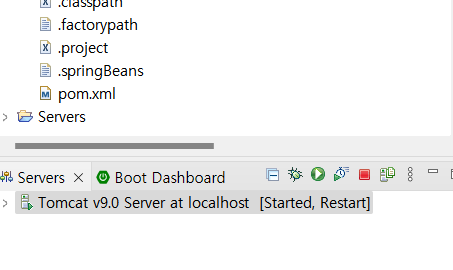 .classpath
.factorypath
.project
.springBeans
pom.xml
Servers
Servers Boot Dashboard
Tomcat v9.0 Server at localhost [Started, Restart]